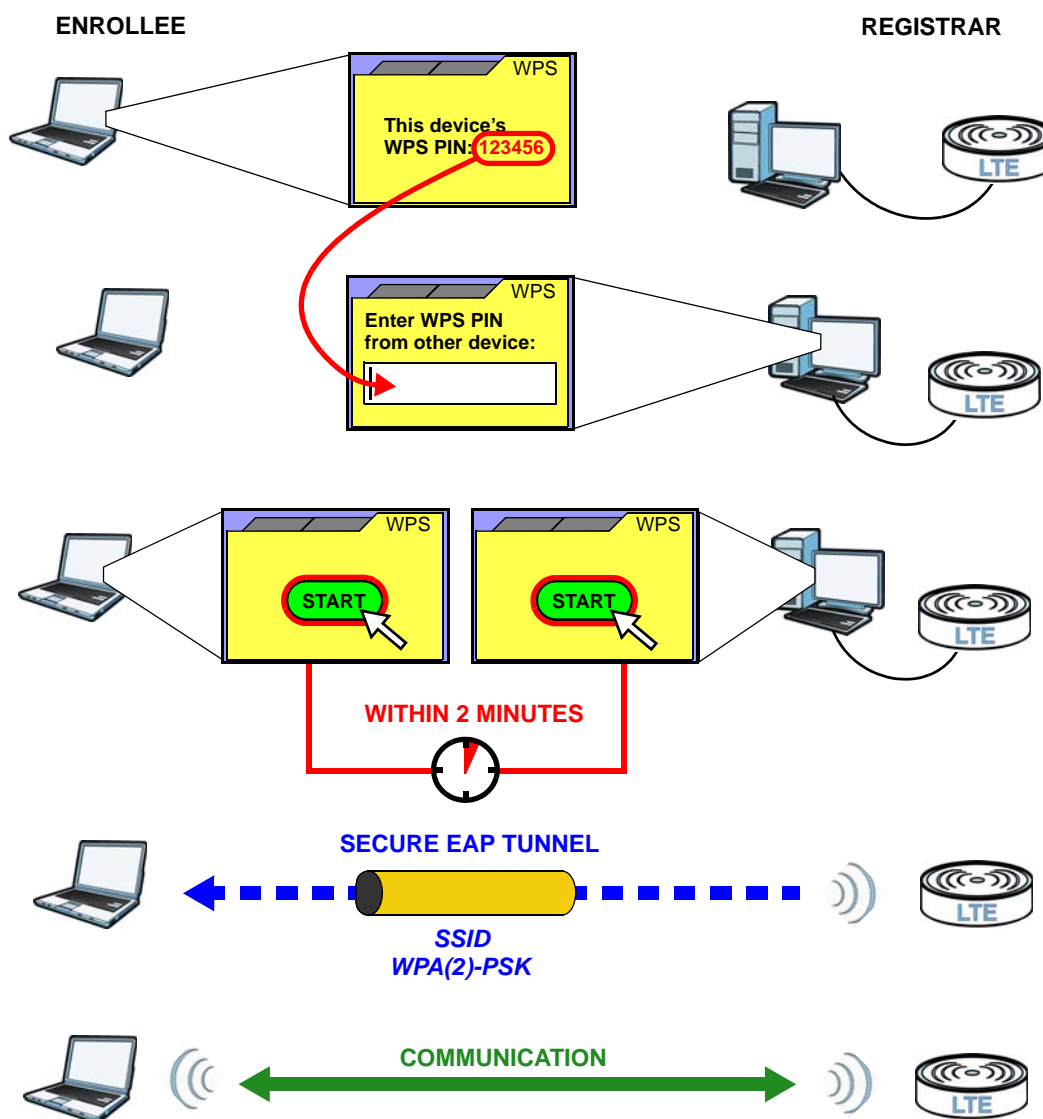 ENROLLEE
REGISTRAR
WPS
This device's
WPS PIN: 123456
LTE
WPS
Enter WPS PIN
from other device:
LTE
WPS
WPS
START
START
LTE
WITHIN 2 MINUTES
SECURE EAP TUNNEL
LTE
SSID
WPA(2)-PSK
COMMUNICATION
LTE